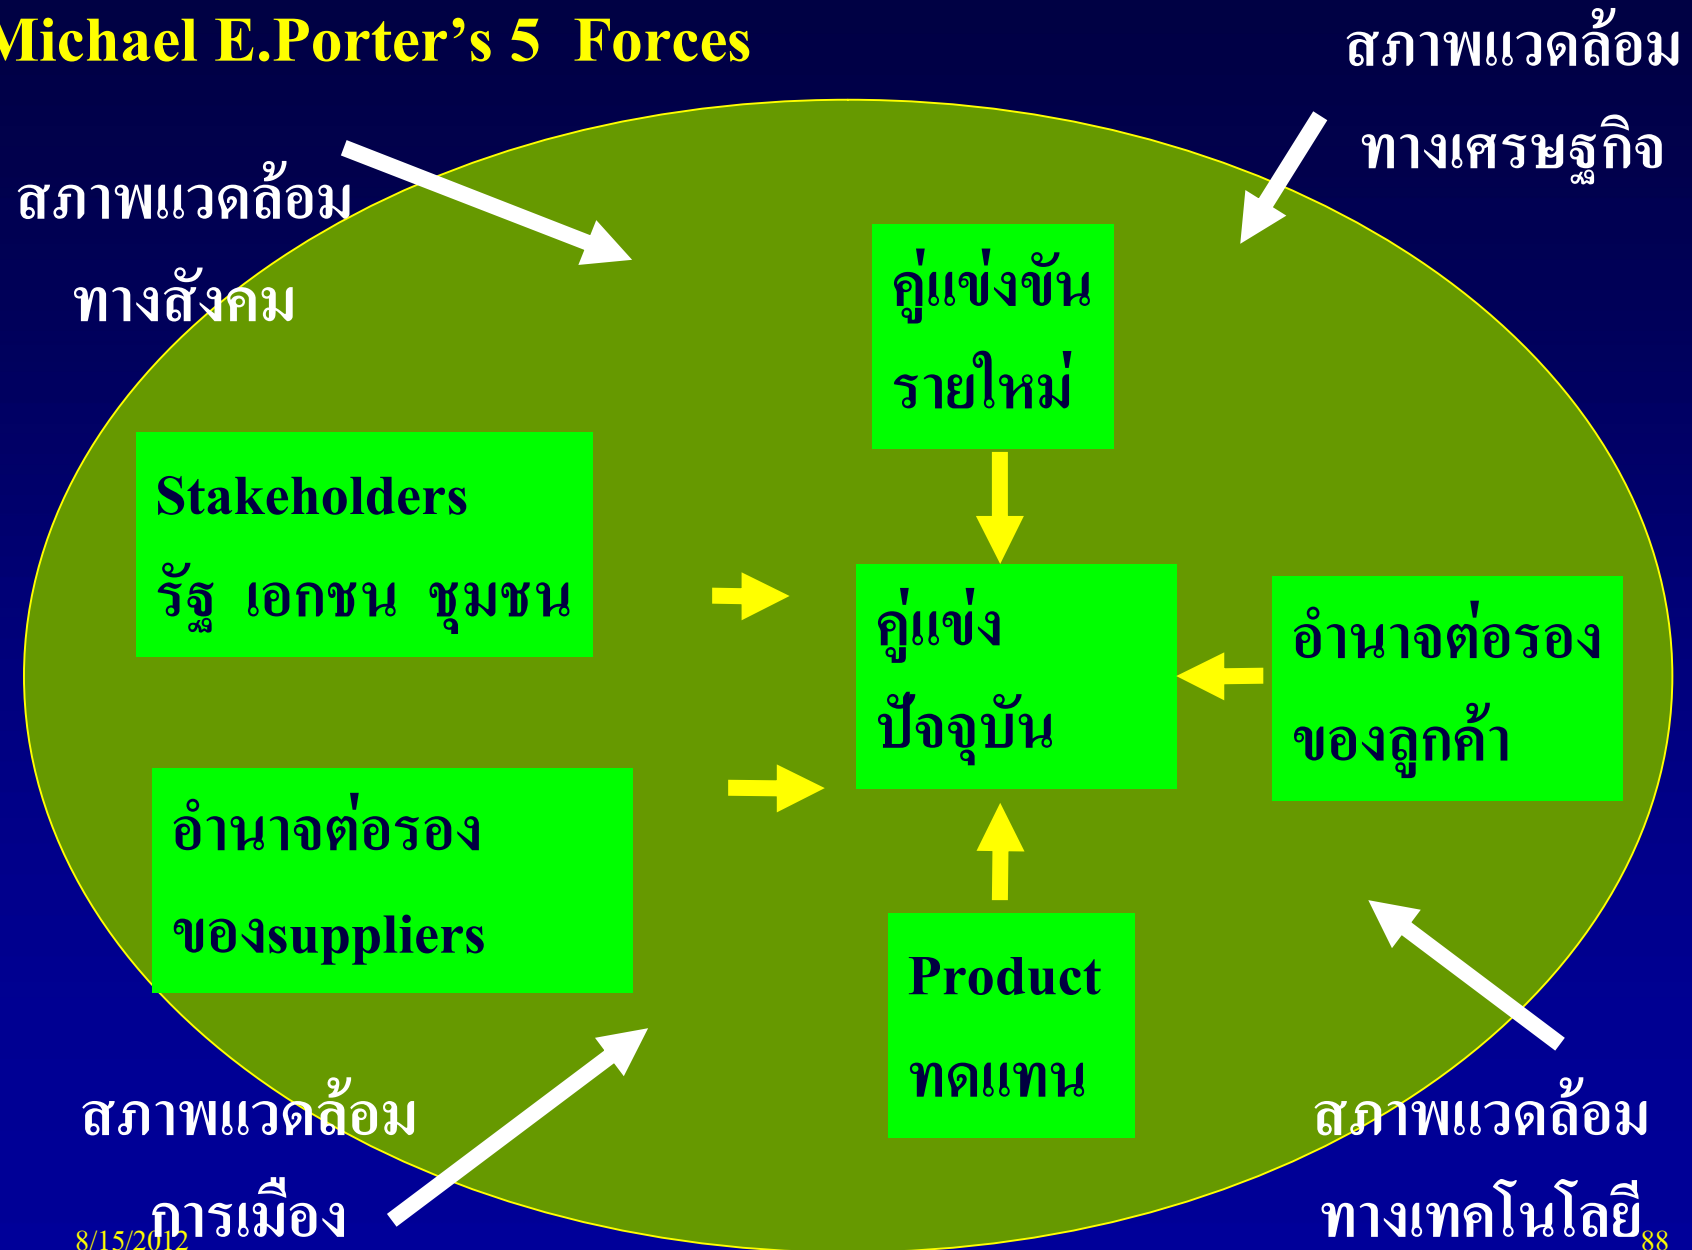 Michael E.Porter’s 5 Forces
สภาพแวดล้อม
ทางเศรษฐกิจ
สภาพแวดล้อม
ทางสังคม
คู่แข่งขัน
รายใหม่
Stakeholders
รัฐ เอกชน ชุมชน
คู่แข่ง
ปัจจุบัน
อำนาจต่อรอง
ของลูกค้า
อำนาจต่อรอง
ของsuppliers
Product
ทดแทน
สภาพแวดล้อม
การเมือง
สภาพแวดล้อม
ทางเทคโนโลยี
8/15/2012
88